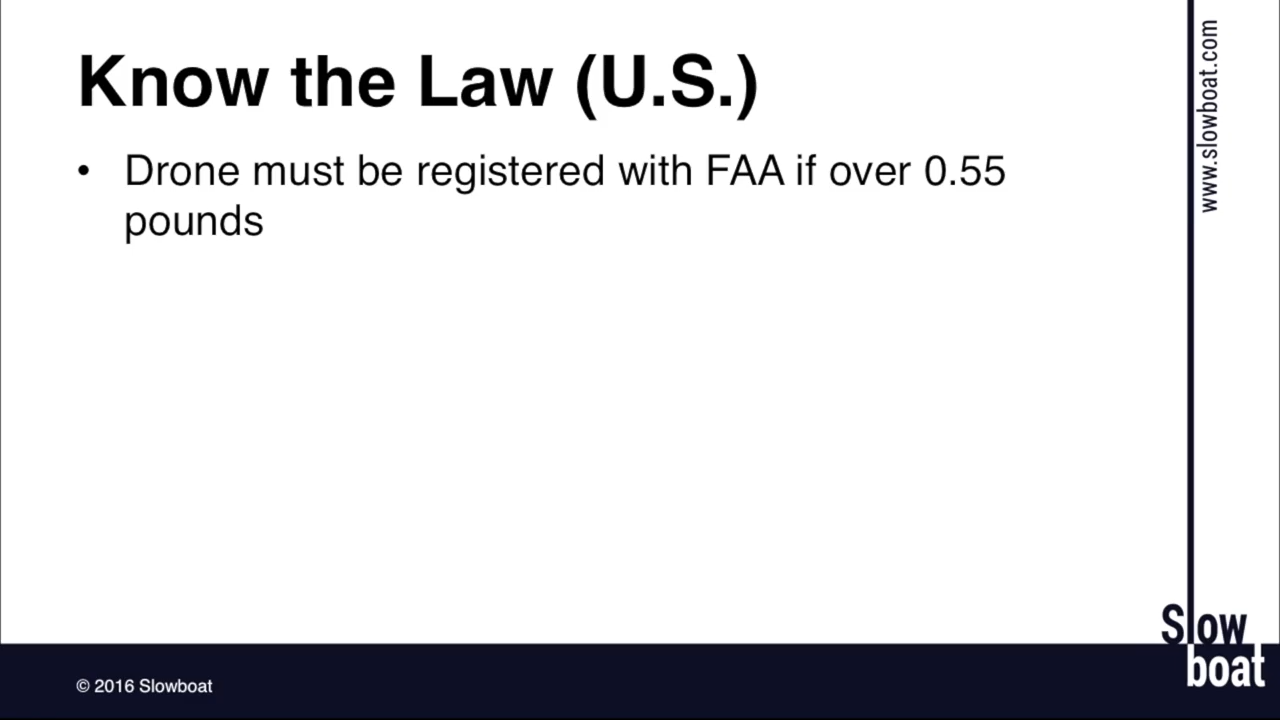 Know the Law (U.S.)
• Drone must be registered with FAA if over 0.55
pounds
www.slowboat.com
Slow
boat
© 2016 Slowboat